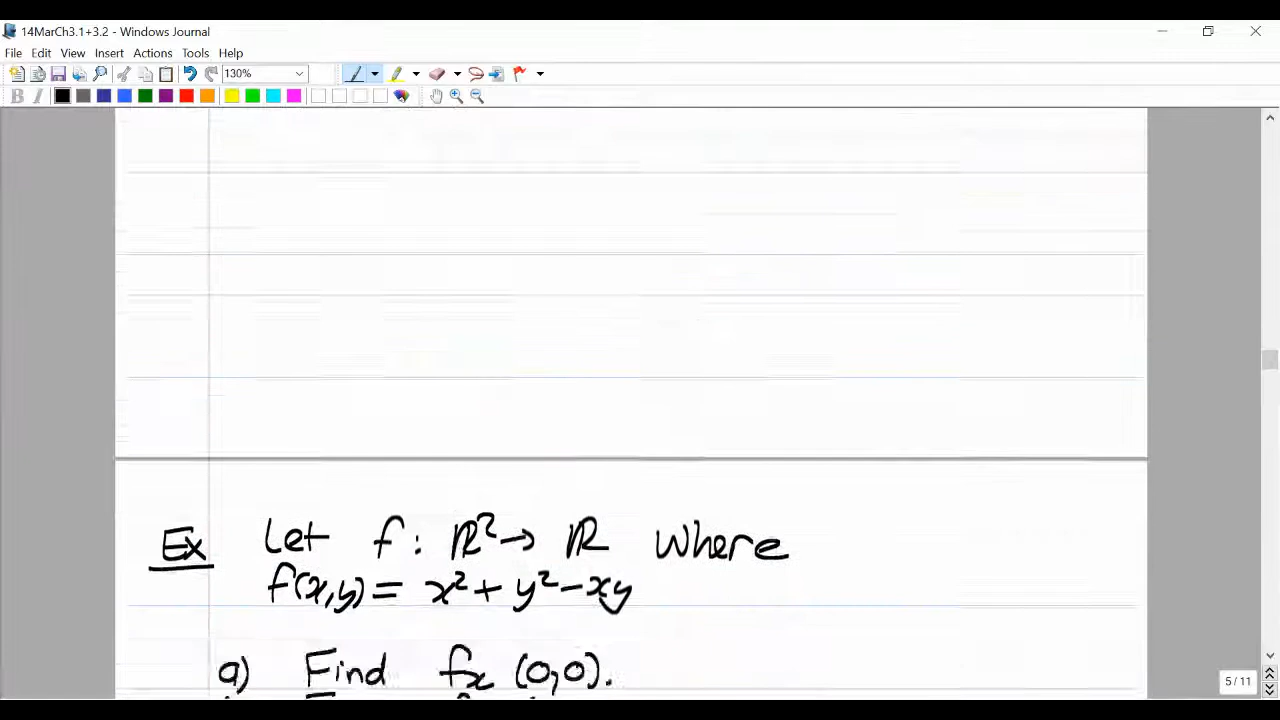 14MarCh3.1+3.2 - Windows Journal
File Edit View Insert Actions Tools Help
130%
B I
Ex Let f : ℝ² → ℝ where
f(x,y) = x² + y² − xy
a) Find fx (0,0).
5 / 11